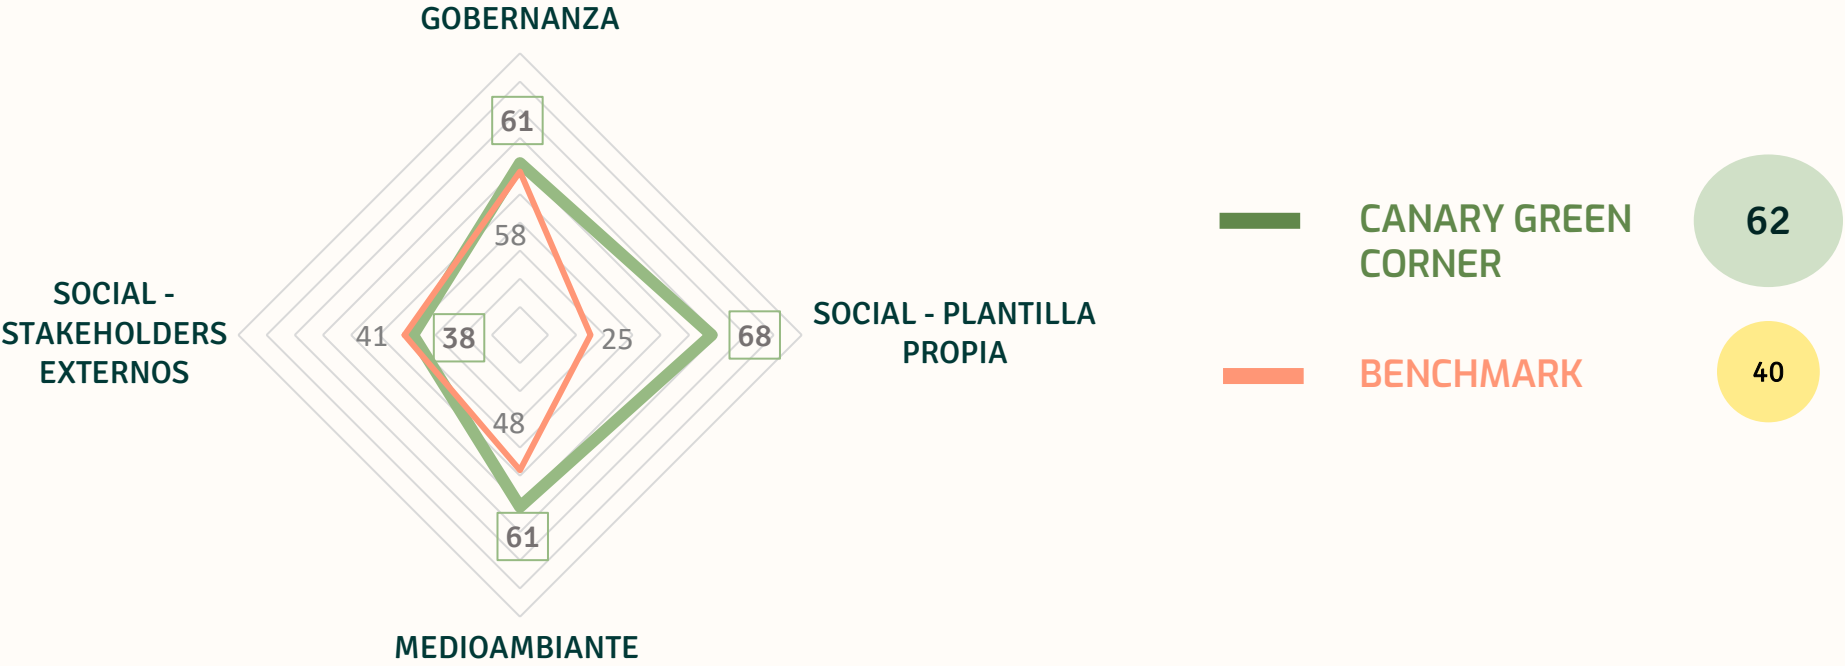 GOBERNANZA
61
58
SOCIAL -
STAKEHOLDERS
EXTERNOS
41
38
25
68
SOCIAL - PLANTILLA
PROPIA
48
61
MEDIOAMBIANTE
CANARY GREEN
CORNER
62
BENCHMARK
40